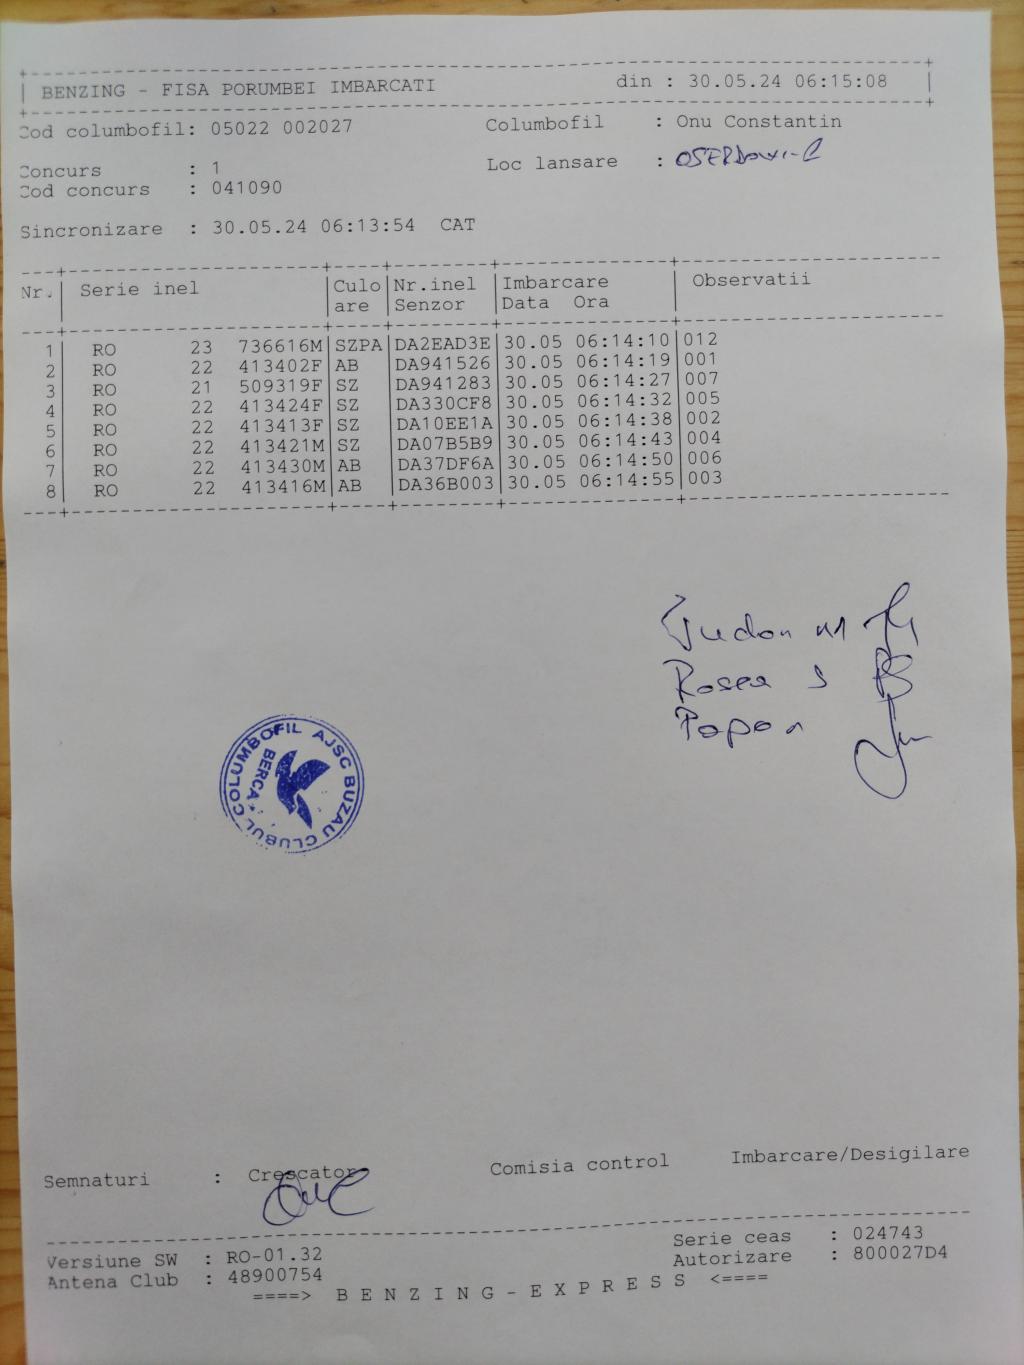 BENZING - FISA PORUMBEI IMBARCATI din : 30.05.24 06:15:08
Cod columbofil: 05022 002027 Columbofil : Onu Constantin
Concurs : 1 Loc lansare :
Cod concurs : 041090
Sincronizare : 30.05.24 06:13:54 CAT
Nr. Serie inel Culo Nr.inel Imbarcare Observatii
are Senzor Data Ora
1 RO 23 736616M SZPA DA2EAD3E 30.05 06:14:10 012
2 RO 22 413402F AB DA941526 30.05 06:14:19 001
3 RO 21 509319F SZ DA941283 30.05 06:14:27 007
4 RO 22 413424F SZ DA330CF8 30.05 06:14:32 005
5 RO 22 413413F SZ DA10EE1A 30.05 06:14:38 002
6 RO 22 413421M SZ DA07B5B9 30.05 06:14:43 004
7 RO 22 413430M AB DA37DF6A 30.05 06:14:50 006
8 RO 22 413416M AB DA36B003 30.05 06:14:55 003
Rosea
Popa
CLUBUL COLUMBOFIL AJSC BUZAU
BERCA
Semnaturi : Crescator Comisia control Imbarcare/Desigilare
Versiune SW : RO-01.32 Serie ceas : 024743
Antena Club : 48900754 Autorizare : 800027D4
====> B E N Z I N G - E X P R E S S <====